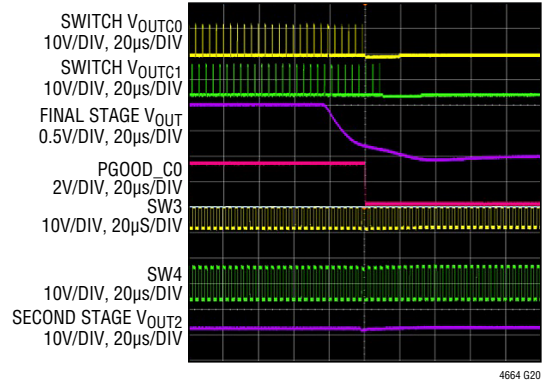 SWITCH VOUTC0
10V/DIV, 20µs/DIV
SWITCH VOUTC1
10V/DIV, 20µs/DIV
FINAL STAGE VOUT
0.5V/DIV, 20µs/DIV
PGOOD_C0
2V/DIV, 20µs/DIV
SW3
10V/DIV, 20µS/DIV
SW4
10V/DIV, 20µs/DIV
SECOND STAGE VOUT2
10V/DIV, 20µs/DIV
4664 G20